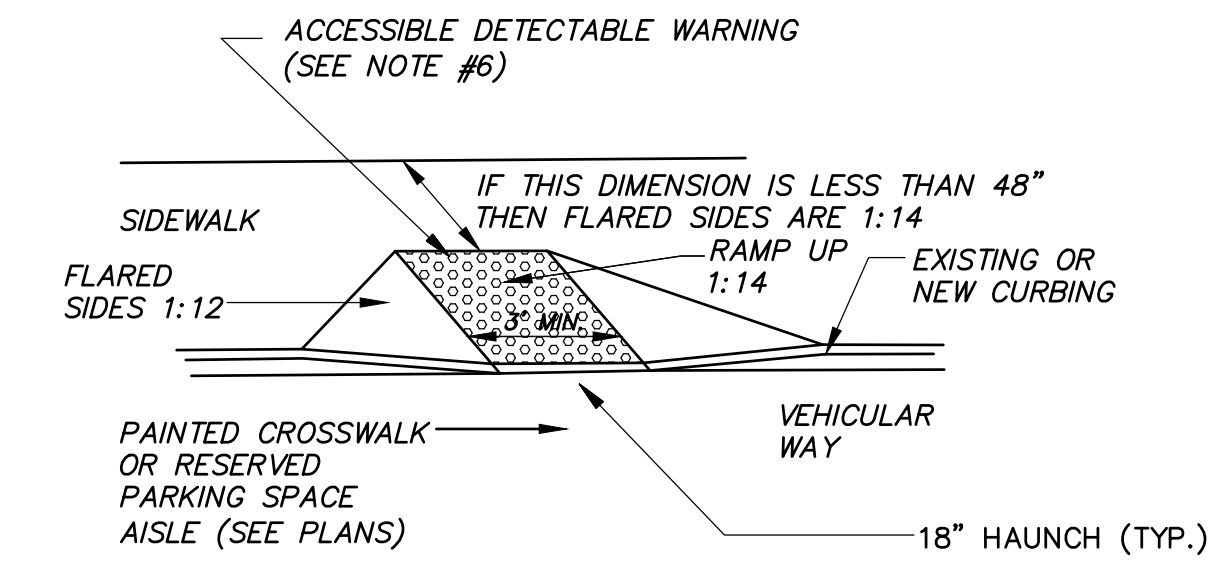 ACCESSIBLE DETECTABLE WARNING
(SEE NOTE #6)
IF THIS DIMENSION IS LESS THAN 48”
THEN FLARED SIDES ARE 1:14
SIDEWALK
RAMP UP
1:14
EXISTING OR
NEW CURBING
FLARED
SIDES 1:12
3' MIN.
VEHICULAR
WAY
PAINTED CROSSWALK
OR RESERVED
PARKING SPACE
AISLE (SEE PLANS)
18” HAUNCH (TYP.)